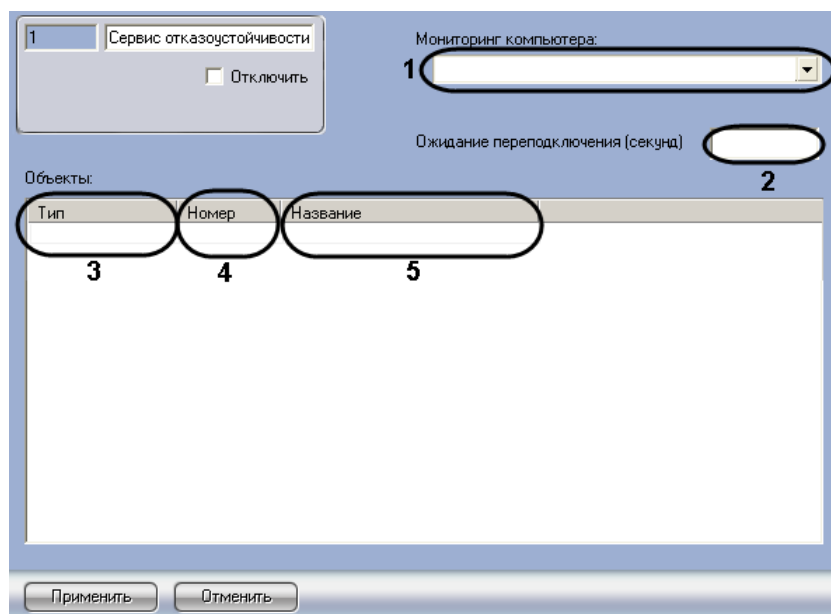 1 Сервис отказоустойчивости
Отключить
Мониторинг компьютера:
1
Ожидание переподключения (секунд)
2
Объекты:
Тип Номер Название
3 4 5
Применить Отменить